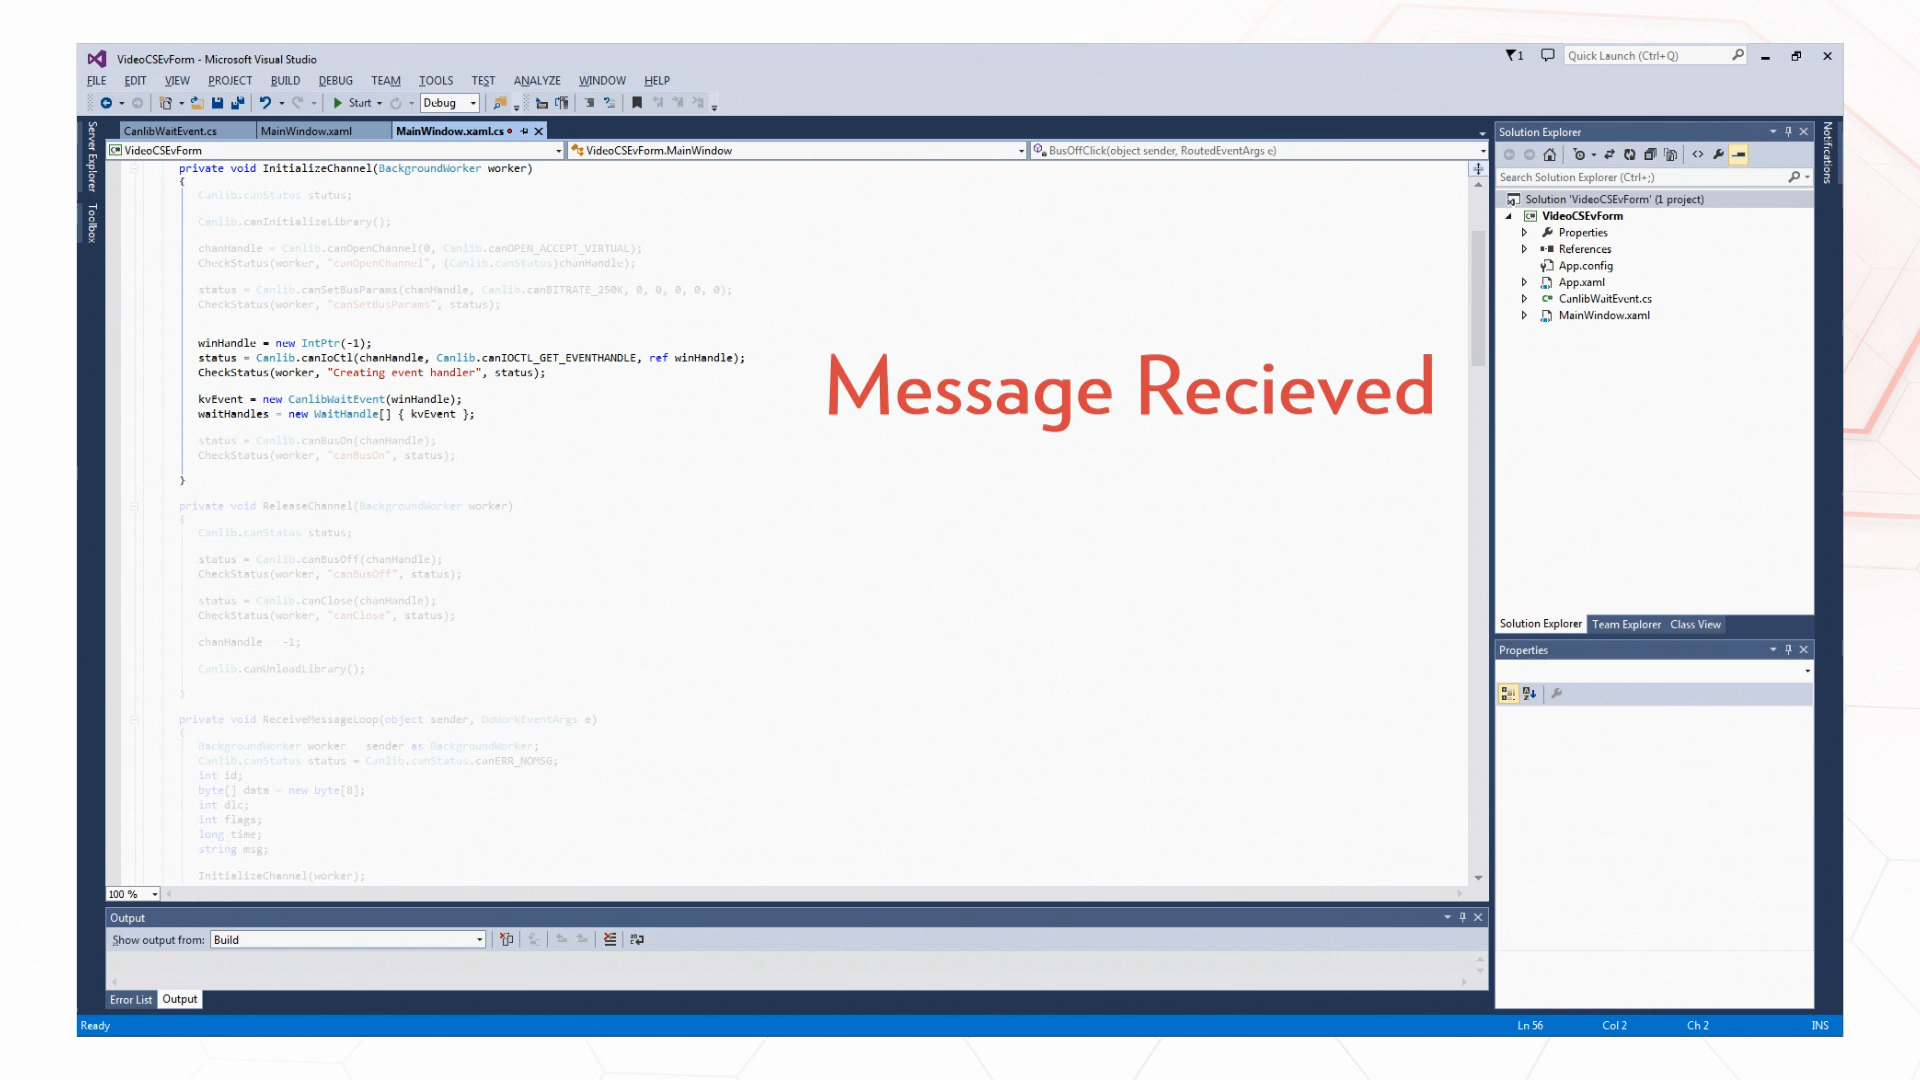 VideoCSEvForm - Microsoft Visual Studio
1
Quick Launch (Ctrl+Q)
FILE EDIT VIEW PROJECT BUILD DEBUG TEAM TOOLS TEST ANALYZE WINDOW HELP
Start Debug
Server Explorer
Toolbox
CanlibWaitEvent.cs MainWindow.xaml MainWindow.xaml.cs
VideoCSEvForm VideoCSEvForm.MainWindow BusOffClick(object sender, RoutedEventArgs e)
private void InitializeChannel(BackgroundWorker worker)
{
Canlib.canStatus status;
Canlib.canInitializeLibrary();
chanHandle = Canlib.canOpenChannel(0, Canlib.canOPEN_ACCEPT_VIRTUAL);
CheckStatus(worker, "canOpenChannel", (Canlib.canStatus)chanHandle);
status = Canlib.canSetBusParams(chanHandle, Canlib.canBITRATE_250K, 0, 0, 0, 0, 0);
CheckStatus(worker, "canSetBusParams", status);
winHandle = new IntPtr(-1);
status = Canlib.canIoCtl(chanHandle, Canlib.canIOCTL_GET_EVENTHANDLE, ref winHandle);
CheckStatus(worker, "Creating event handler", status);
kvEvent = new CanlibWaitEvent(winHandle);
waitHandles = new WaitHandle[] { kvEvent };
status = Canlib.canBusOn(chanHandle);
CheckStatus(worker, "canBusOn", status);
}
Message Recieved
private void ReleaseChannel(BackgroundWorker worker)
{
Canlib.canStatus status;
status = Canlib.canBusOff(chanHandle);
CheckStatus(worker, "canBusOff", status);
status = Canlib.canClose(chanHandle);
CheckStatus(worker, "canClose", status);
chanHandle -1;
Canlib.canUnloadLibrary();
}
private void ReceiveMessageLoop(object sender, DoWorkEventArgs e)
{
BackgroundWorker worker sender as BackgroundWorker;
Canlib.canStatus status = Canlib.canStatus.canERR_NOMSG;
int id;
byte[] data = new byte[8];
int dlc;
int flags;
long time;
string msg;
InitializeChannel(worker);
100 %
Output
Show output from: Build
Error List Output
Solution Explorer
Search Solution Explorer (Ctrl+;)
Solution 'VideoCSEvForm' (1 project)
VideoCSEvForm
Properties
References
App.config
App.xaml
CanlibWaitEvent.cs
MainWindow.xaml
Solution Explorer Team Explorer Class View
Properties
Notifications
Ready Ln 56 Col 2 Ch 2 INS